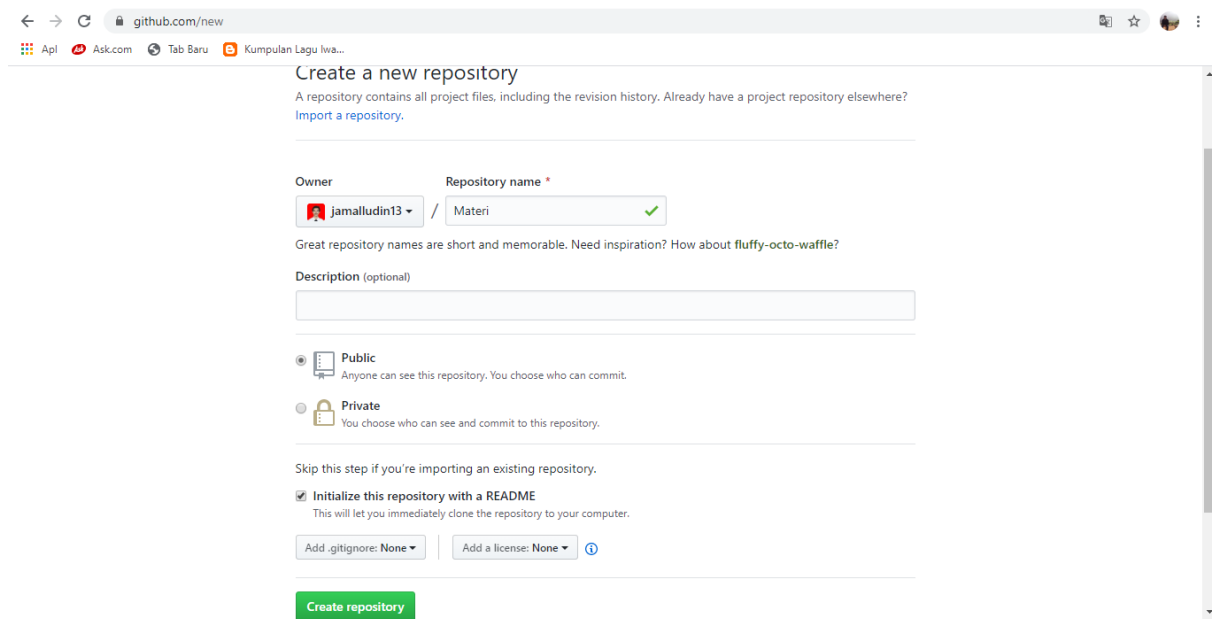 github.com/new
Apl Ask.com Tab Baru Kumpulan Lagu Iwa...
Create a new repository
A repository contains all project files, including the revision history. Already have a project repository elsewhere?
Import a repository.
Owner Repository name *
jamalludin13 / Materi
Great repository names are short and memorable. Need inspiration? How about fluffy-octo-waffle?
Description (optional)
Public
Anyone can see this repository. You choose who can commit.
Private
You choose who can see and commit to this repository.
Skip this step if you're importing an existing repository.
Initialize this repository with a README
This will let you immediately clone the repository to your computer.
Add .gitignore: None Add a license: None
Create repository